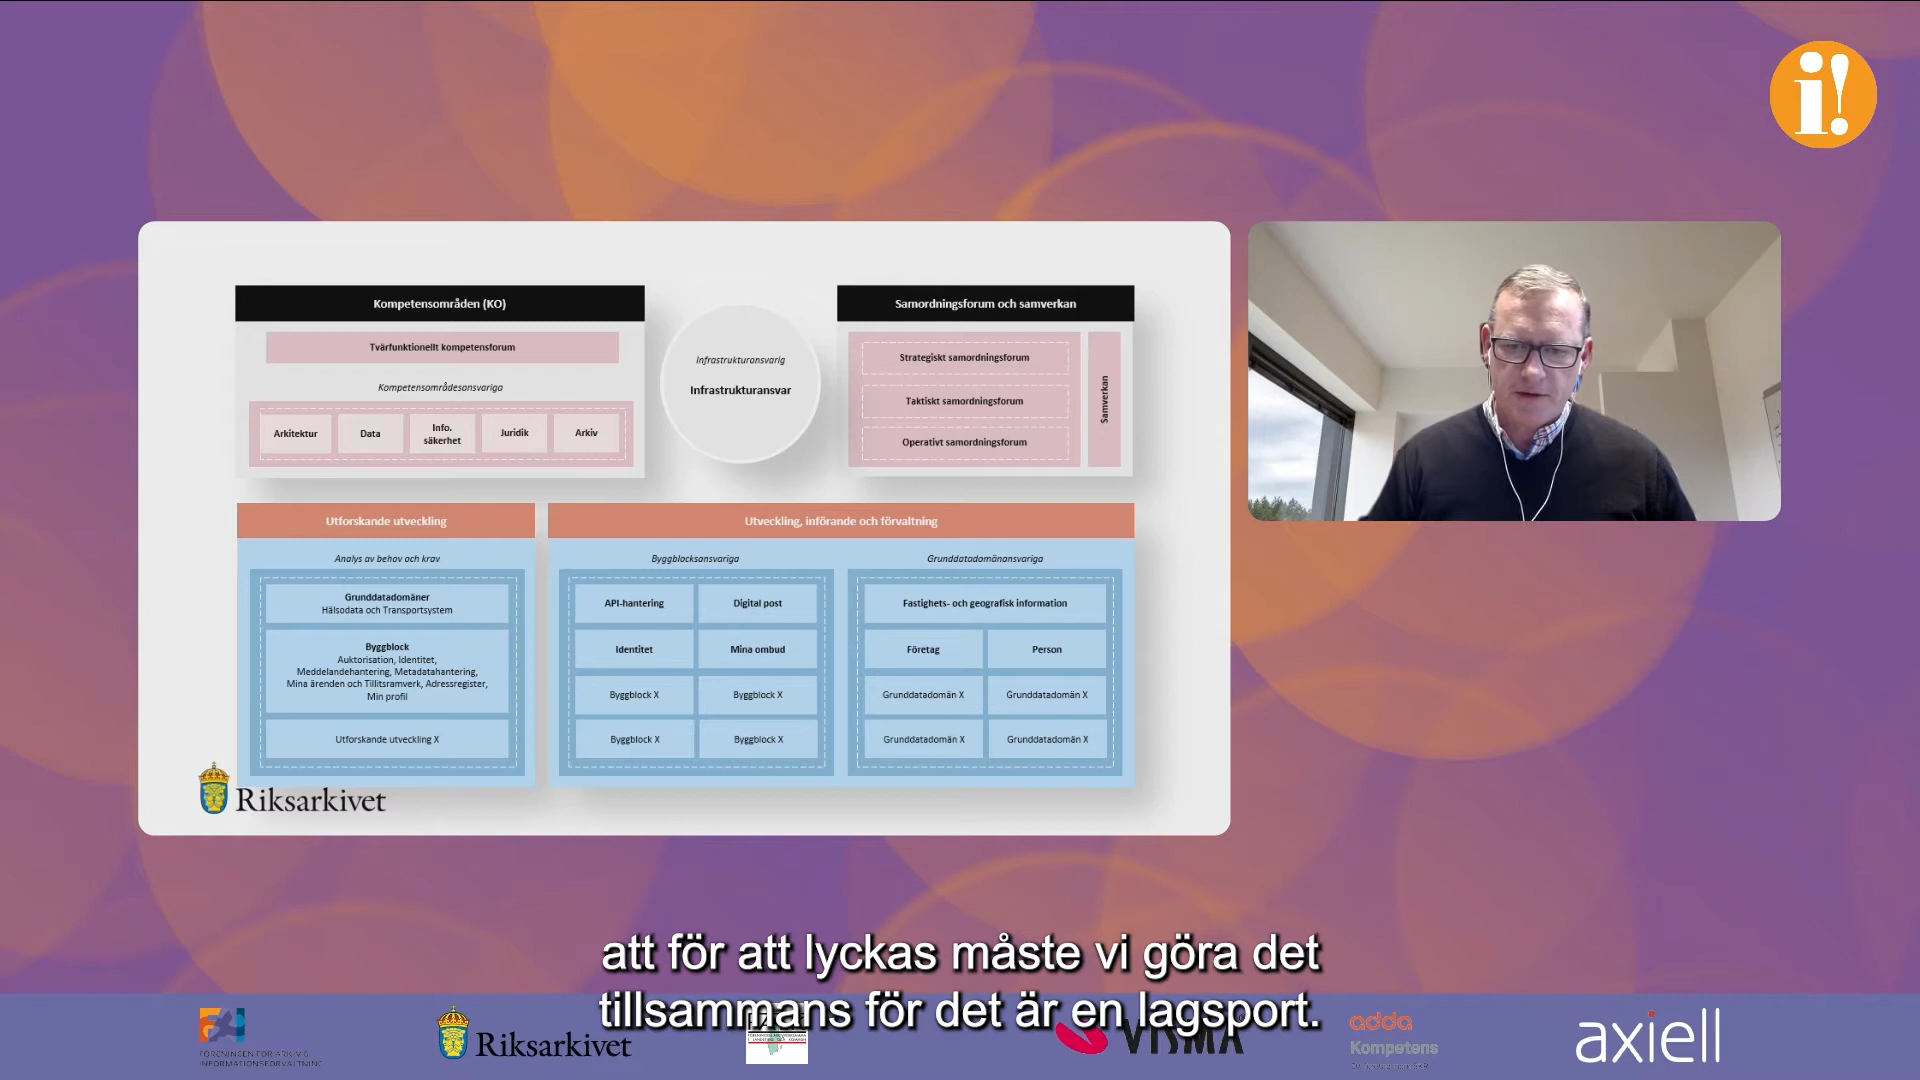 i!
Kompetensområden (KO)
Tvärfunktionellt kompetensforum
Kompetensområdesansvariga
Arkitektur
Data
Info.
säkerhet
Juridik
Arkiv
Infrastrukturansvarig
Infrastrukturansvar
Samordningsforum och samverkan
Strategiskt samordningsforum
Taktiskt samordningsforum
Operativt samordningsforum
Samverkan
Utforskande utveckling
Analys av behov och krav
Grunddatadomäner
Hälsodata och Transportsystem
Byggblock
Auktorisation, Identitet,
Meddelandehantering, Metadatahantering,
Mina ärenden och Tillitsramverk, Adressregister,
Min profil
Utforskande utveckling X
Utveckling, införande och förvaltning
Byggblocksansvariga
API-hantering
Digital post
Identitet
Mina ombud
Byggblock X
Byggblock X
Byggblock X
Byggblock X
Grunddatadomänansvariga
Fastighets- och geografisk information
Företag
Person
Grunddatadomän X
Grunddatadomän X
Grunddatadomän X
Grunddatadomän X
Riksarkivet
att för att lyckas måste vi göra det
tillsammans för det är en lagsport.
FAI
FÖRENINGEN FÖR ARKIV &
INFORMATIONSFÖRVALTNING
Riksarkivet
VISMA
adda
Kompetens
axiell